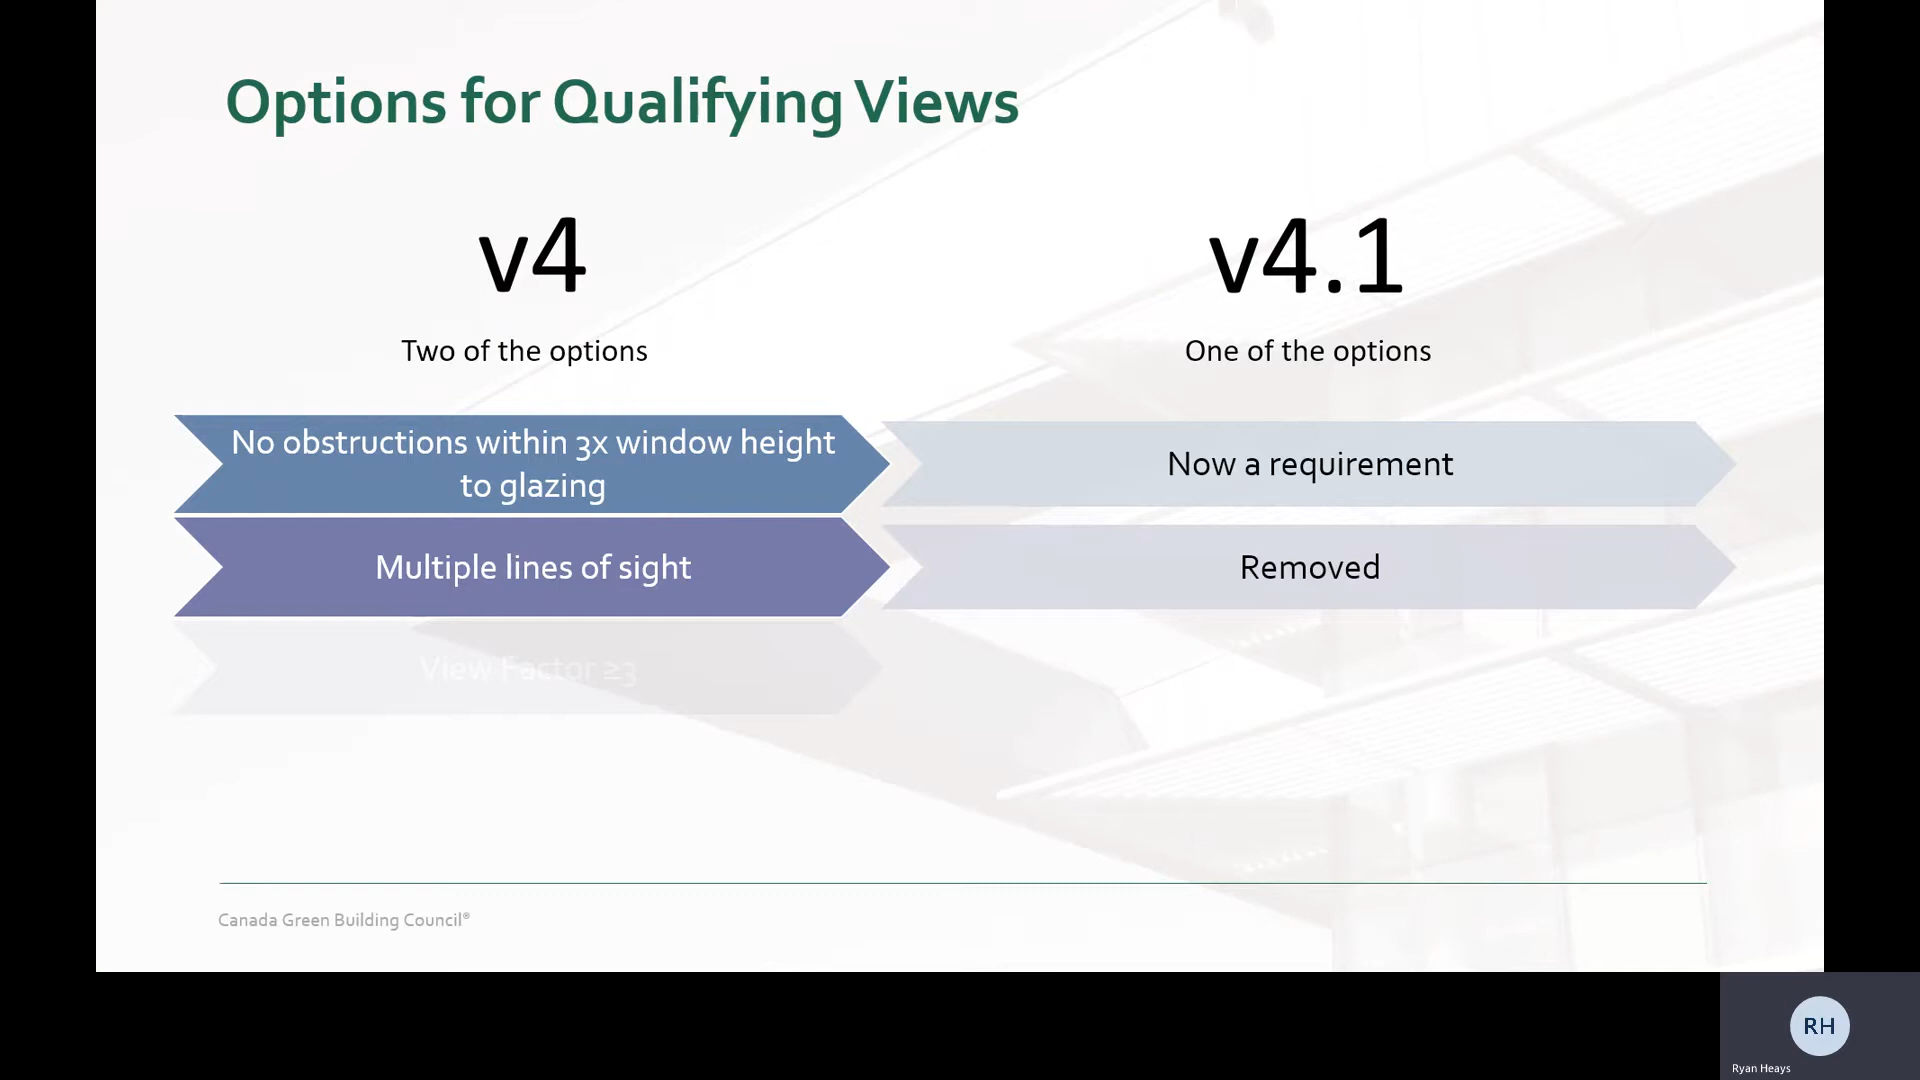 Options for Qualifying Views
v4
Two of the options
v4.1
One of the options
No obstructions within 3x window height
to glazing
Now a requirement
Multiple lines of sight
Removed
View Factor ≥3
Canada Green Building Council®
RH
Ryan Heays